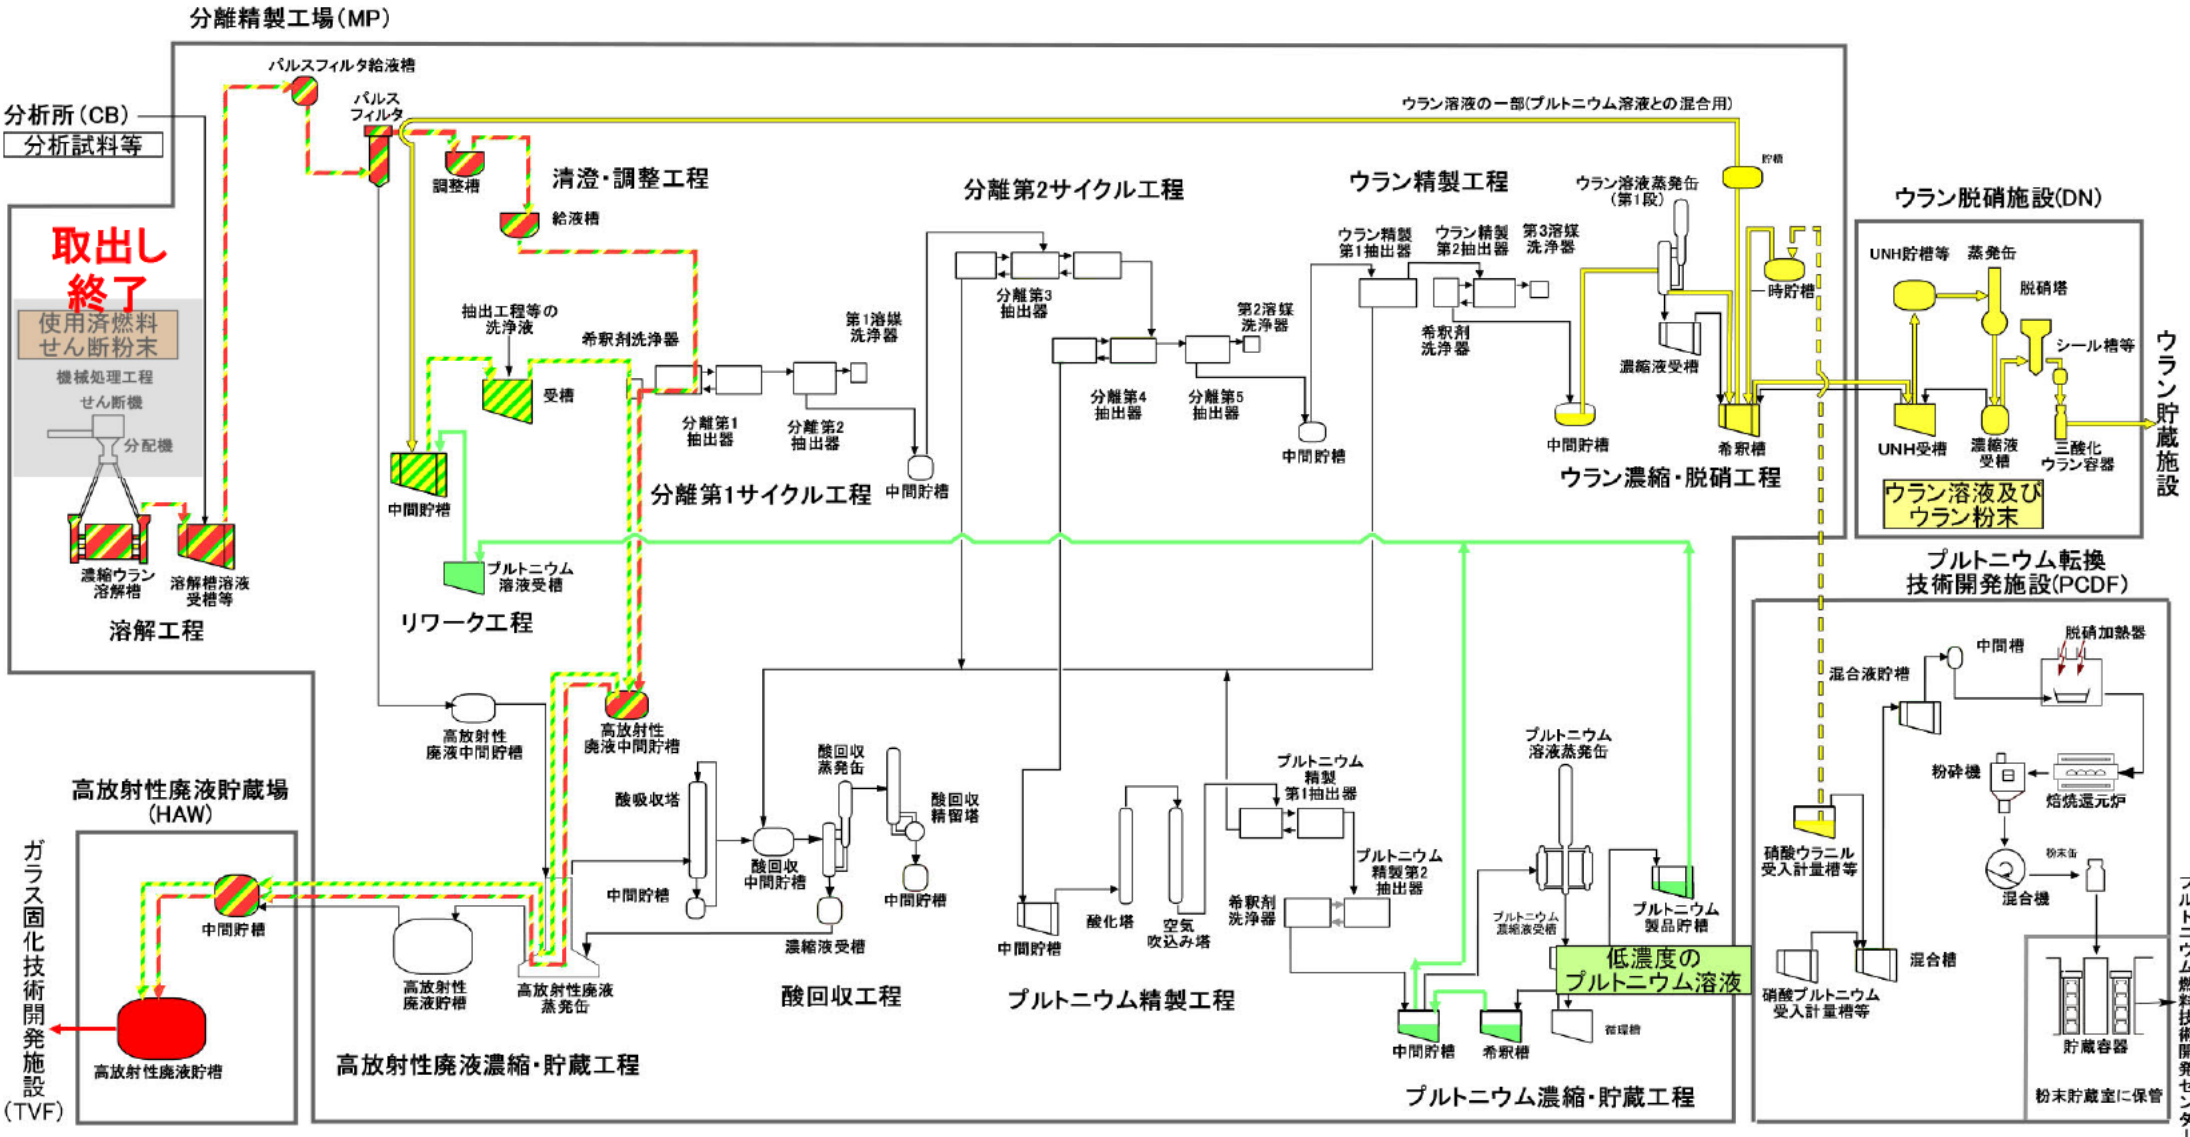 分離精製工場(MP)
パルスフィルタ給液槽
パルス
フィルタ
分析所(CB)
分析試料等
ウラン溶液の一部(プルトニウム溶液との混合用)
貯槽
調整槽
清澄・調整工程
給液槽
分離第2サイクル工程
ウラン精製工程
ウラン溶液蒸発缶
(第1段)
ウラン脱硝施設(DN)
取出し
終了
使用済燃料
せん断粉末
機械処理工程
せん断機
分配機
濃縮ウラン
溶解槽
溶解槽溶液
受槽等
溶解工程
抽出工程等の
洗浄液
受槽
希釈剤洗浄器
第1溶媒
洗浄器
分離第1
抽出器
分離第2
抽出器
分離第1サイクル工程
中間貯槽
中間貯槽
プルトニウム
溶液受槽
リワーク工程
分離第3
抽出器
第2溶媒
洗浄器
分離第4
抽出器
分離第5
抽出器
中間貯槽
ウラン精製
第1抽出器
ウラン精製
第2抽出器
第3溶媒
洗浄器
希釈剤
洗浄器
中間貯槽
濃縮液受槽
一時貯槽
希釈槽
ウラン濃縮・脱硝工程
UNH貯槽等
蒸発缶
脱硝塔
シール槽等
UNH受槽
濃縮液
受槽
三酸化
ウラン容器
ウラン溶液及び
ウラン粉末
ウラン貯蔵施設
プルトニウム転換
技術開発施設(PCDF)
脱硝加熱器
中間槽
混合液貯槽
粉砕機
焙焼還元炉
粉末缶
混合機
硝酸ウラニル
受入計量槽等
混合槽
硝酸プルトニウム
受入計量槽等
貯蔵容器
粉末貯蔵室に保管
プルトニウム燃料技術開発センター
高放射性
廃液中間貯槽
高放射性
廃液中間貯槽
高放射性廃液貯蔵場
(HAW)
中間貯槽
高放射性廃液貯槽
ガラス固化技術開発施設
(TVF)
高放射性
廃液貯槽
高放射性廃液
蒸発缶
高放射性廃液濃縮・貯蔵工程
酸吸収塔
中間貯槽
酸回収
中間貯槽
酸回収
蒸発缶
酸回収
精留塔
中間貯槽
濃縮液受槽
酸回収工程
中間貯槽
酸化塔
空気
吹込み塔
プルトニウム
精製
第1抽出器
プルトニウム
精製第2
抽出器
希釈剤
洗浄器
プルトニウム精製工程
プルトニウム
溶液蒸発缶
プルトニウム
濃縮液受槽
プルトニウム
製品貯槽
低濃度の
プルトニウム溶液
中間貯槽
希釈槽
循環槽
プルトニウム濃縮・貯蔵工程